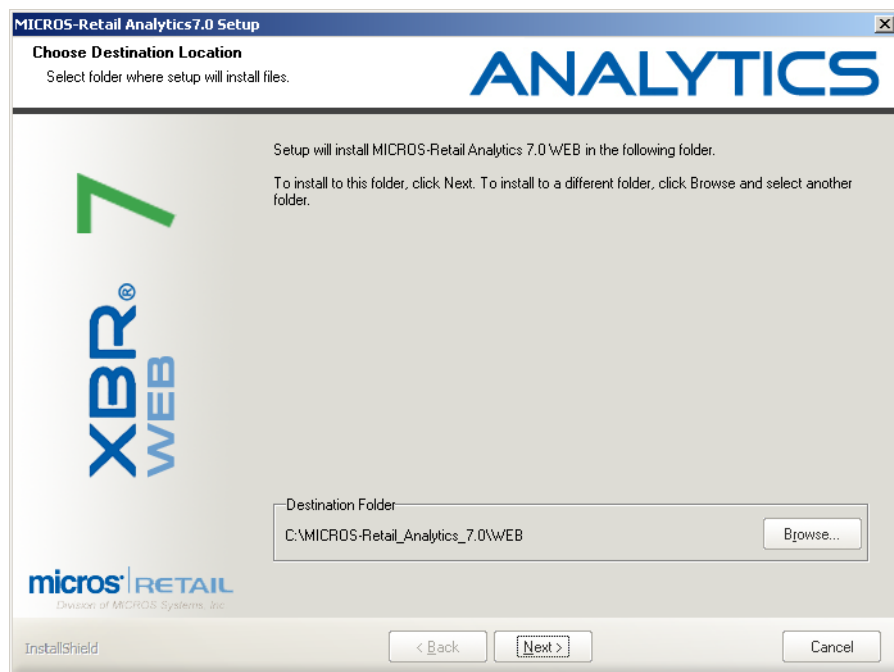 MICROS-Retail Analytics7.0 Setup
Choose Destination Location
Select folder where setup will install files.
ANALYTICS
Setup will install MICROS-Retail Analytics 7.0 WEB in the following folder.
To install to this folder, click Next. To install to a different folder, click Browse and select another
folder.
7
XBR®
WEB
Destination Folder
C:\MICROS-Retail_Analytics_7.0\WEB
Browse...
micros® RETAIL
Division of MICROS Systems, Inc
InstallShield
< Back
Next >
Cancel